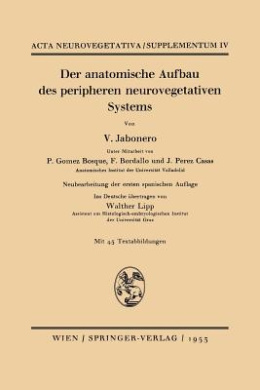 ACTA NEUROVEGETATIVA / SUPPLEMENTUM IV
Der anatomische Aufbau
des peripheren neurovegetativen
Systems
Von
V. Jabonero
Unter Mitarbeit von
P. Gomez Bosque, F. Bordallo und J. Perez Casas
Anatomisches Institut der Universität Valladolid
Neubearbeitung der ersten spanischen Auflage
Ins Deutsche übertragen von
Walther Lipp
Assistent am Histologisch-embryologischen Institut
der Universität Graz
Mit 45 Textabbildungen
WIEN / SPRINGER-VERLAG / 1953